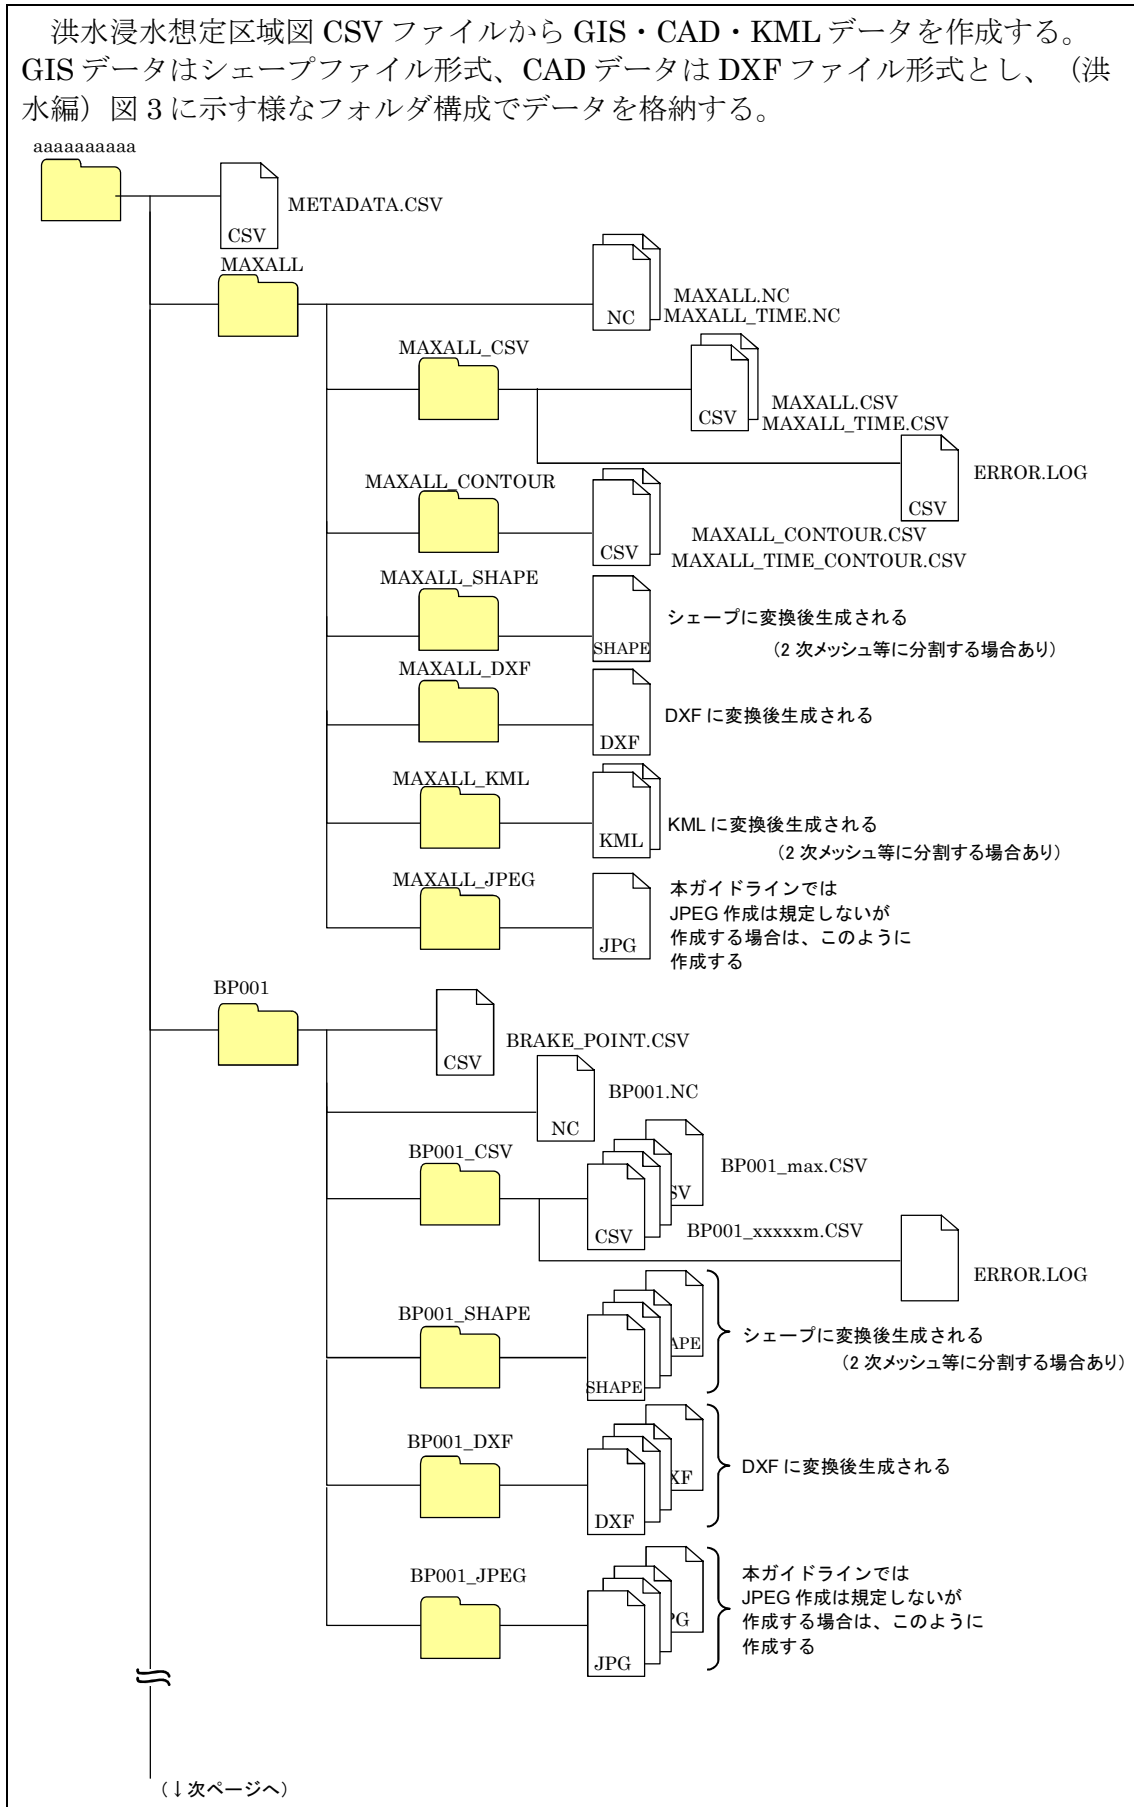 洪水浸水想定区域図 CSV ファイルから GIS・CAD・KML データを作成する。
GIS データはシェープファイル形式、CAD データは DXF ファイル形式とし、（洪
水編）図 3 に示す様なフォルダ構成でデータを格納する。
aaaaaaaaaa
CSV
METADATA.CSV
MAXALL
NC
MAXALL.NC
MAXALL_TIME.NC
MAXALL_CSV
CSV
MAXALL.CSV
MAXALL_TIME.CSV
CSV
ERROR.LOG
MAXALL_CONTOUR
CSV
MAXALL_CONTOUR.CSV
MAXALL_TIME_CONTOUR.CSV
MAXALL_SHAPE
SHAPE
シェープに変換後生成される
（2 次メッシュ等に分割する場合あり）
MAXALL_DXF
DXF
DXF に変換後生成される
MAXALL_KML
KML
KML に変換後生成される
（2 次メッシュ等に分割する場合あり）
MAXALL_JPEG
JPG
本ガイドラインでは
JPEG 作成は規定しないが
作成する場合は、このように
作成する
BP001
CSV
BRAKE_POINT.CSV
NC
BP001.NC
BP001_CSV
SV
CSV
BP001_max.CSV
BP001_xxxxxm.CSV
ERROR.LOG
BP001_SHAPE
APE
SHAPE
シェープに変換後生成される
（2 次メッシュ等に分割する場合あり）
BP001_DXF
XF
DXF
DXF に変換後生成される
BP001_JPEG
PG
JPG
本ガイドラインでは
JPEG 作成は規定しないが
作成する場合は、このように
作成する
（↓次ページへ）